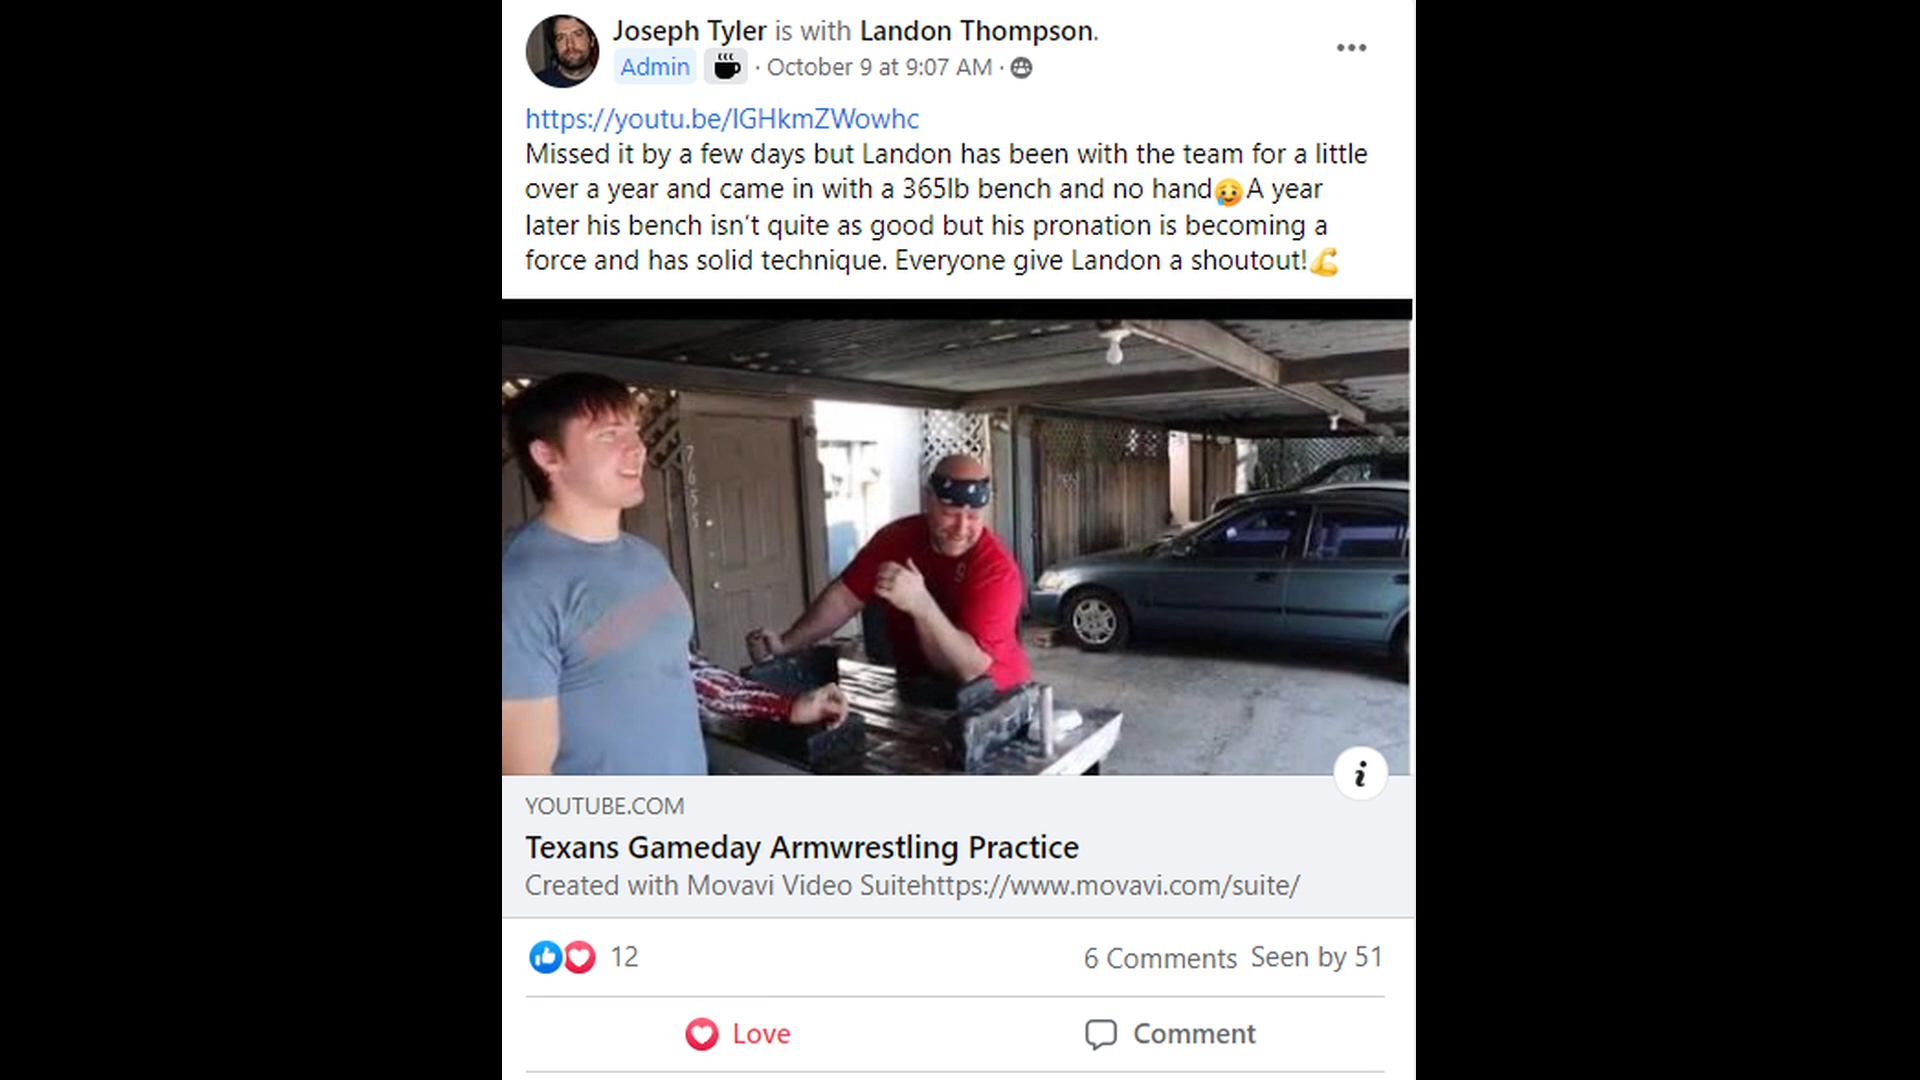 Joseph Tyler is with Landon Thompson.
Admin · October 9 at 9:07 AM ·
https://youtu.be/IGHkmZWowhc
Missed it by a few days but Landon has been with the team for a little
over a year and came in with a 365lb bench and no hand🥲A year
later his bench isn’t quite as good but his pronation is becoming a
force and has solid technique. Everyone give Landon a shoutout!💪
7655
i
YOUTUBE.COM
Texans Gameday Armwrestling Practice
Created with Movavi Video Suitehttps://www.movavi.com/suite/
12
6 Comments Seen by 51
Love
Comment